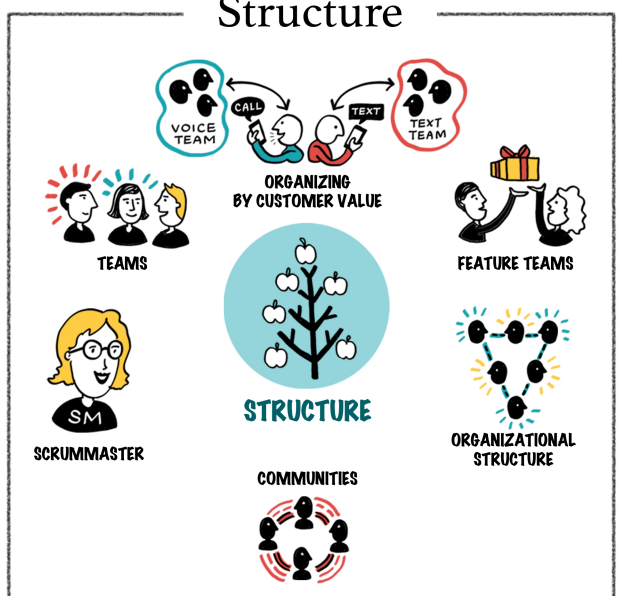 Structure
VOICE
TEAM
CALL
TEXT
TEXT
TEAM
ORGANIZING
BY CUSTOMER VALUE
TEAMS
FEATURE TEAMS
SM
SCRUMMASTER
STRUCTURE
ORGANIZATIONAL
STRUCTURE
COMMUNITIES